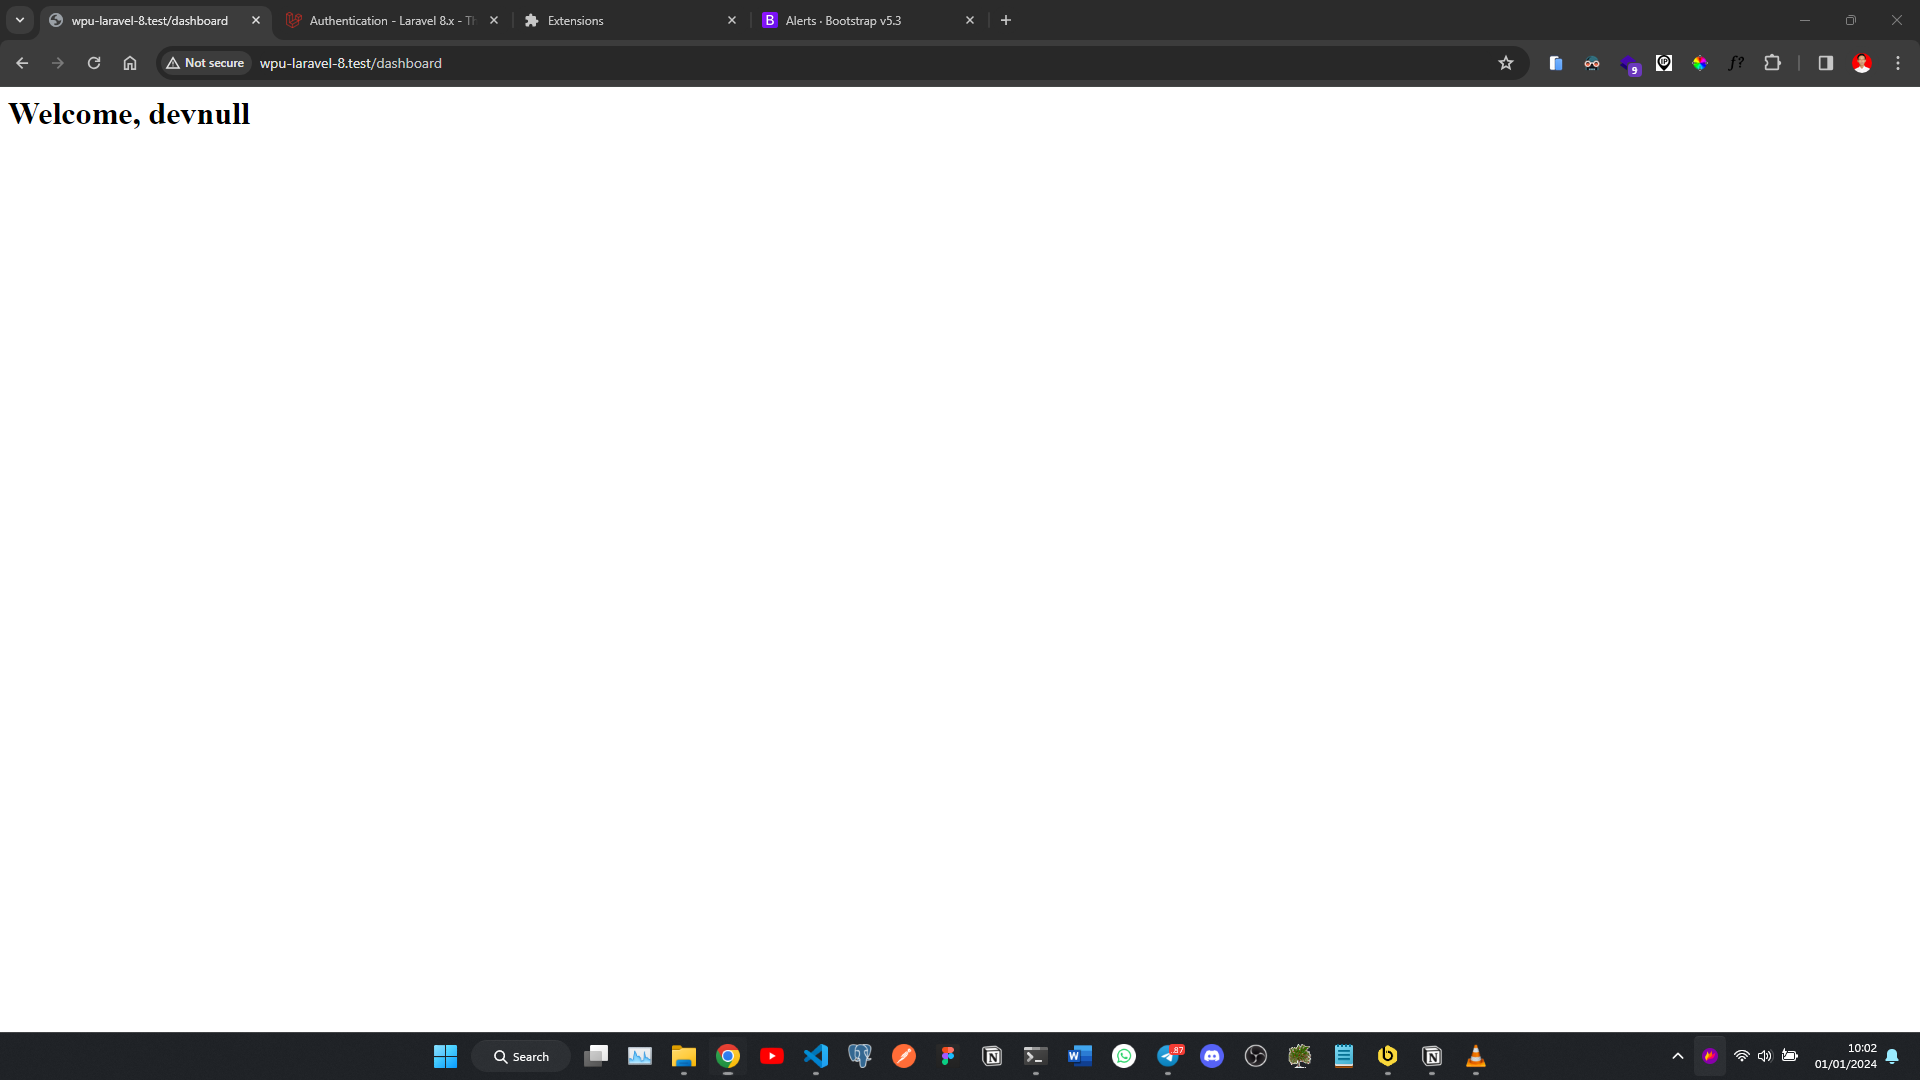 wpu-laravel-8.test/dashboard
Authentication - Laravel 8.x - Th
Extensions
Alerts · Bootstrap v5.3
Not secure
wpu-laravel-8.test/dashboard
9
f?
Welcome, devnull
Search
87
10:02
01/01/2024